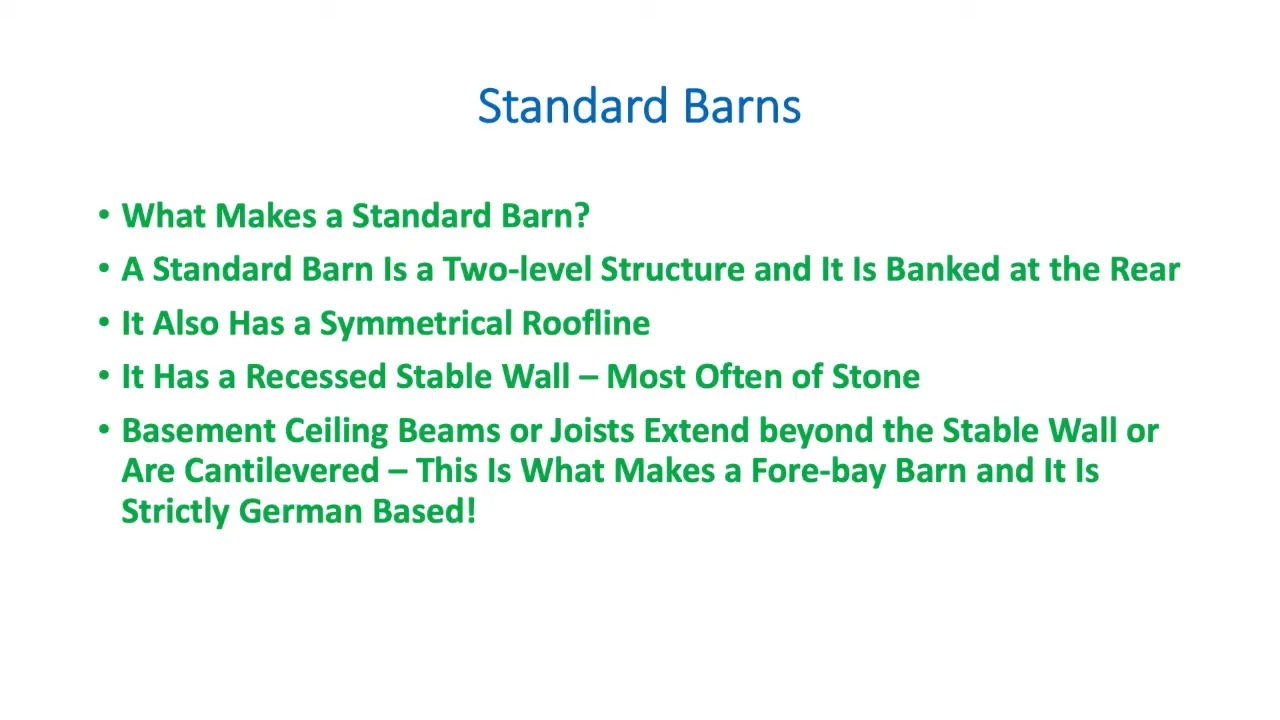 Standard Barns
• What Makes a Standard Barn?
• A Standard Barn Is a Two-level Structure and It Is Banked at the Rear
• It Also Has a Symmetrical Roofline
• It Has a Recessed Stable Wall – Most Often of Stone
• Basement Ceiling Beams or Joists Extend beyond the Stable Wall or
Are Cantilevered – This Is What Makes a Fore-bay Barn and It Is
Strictly German Based!